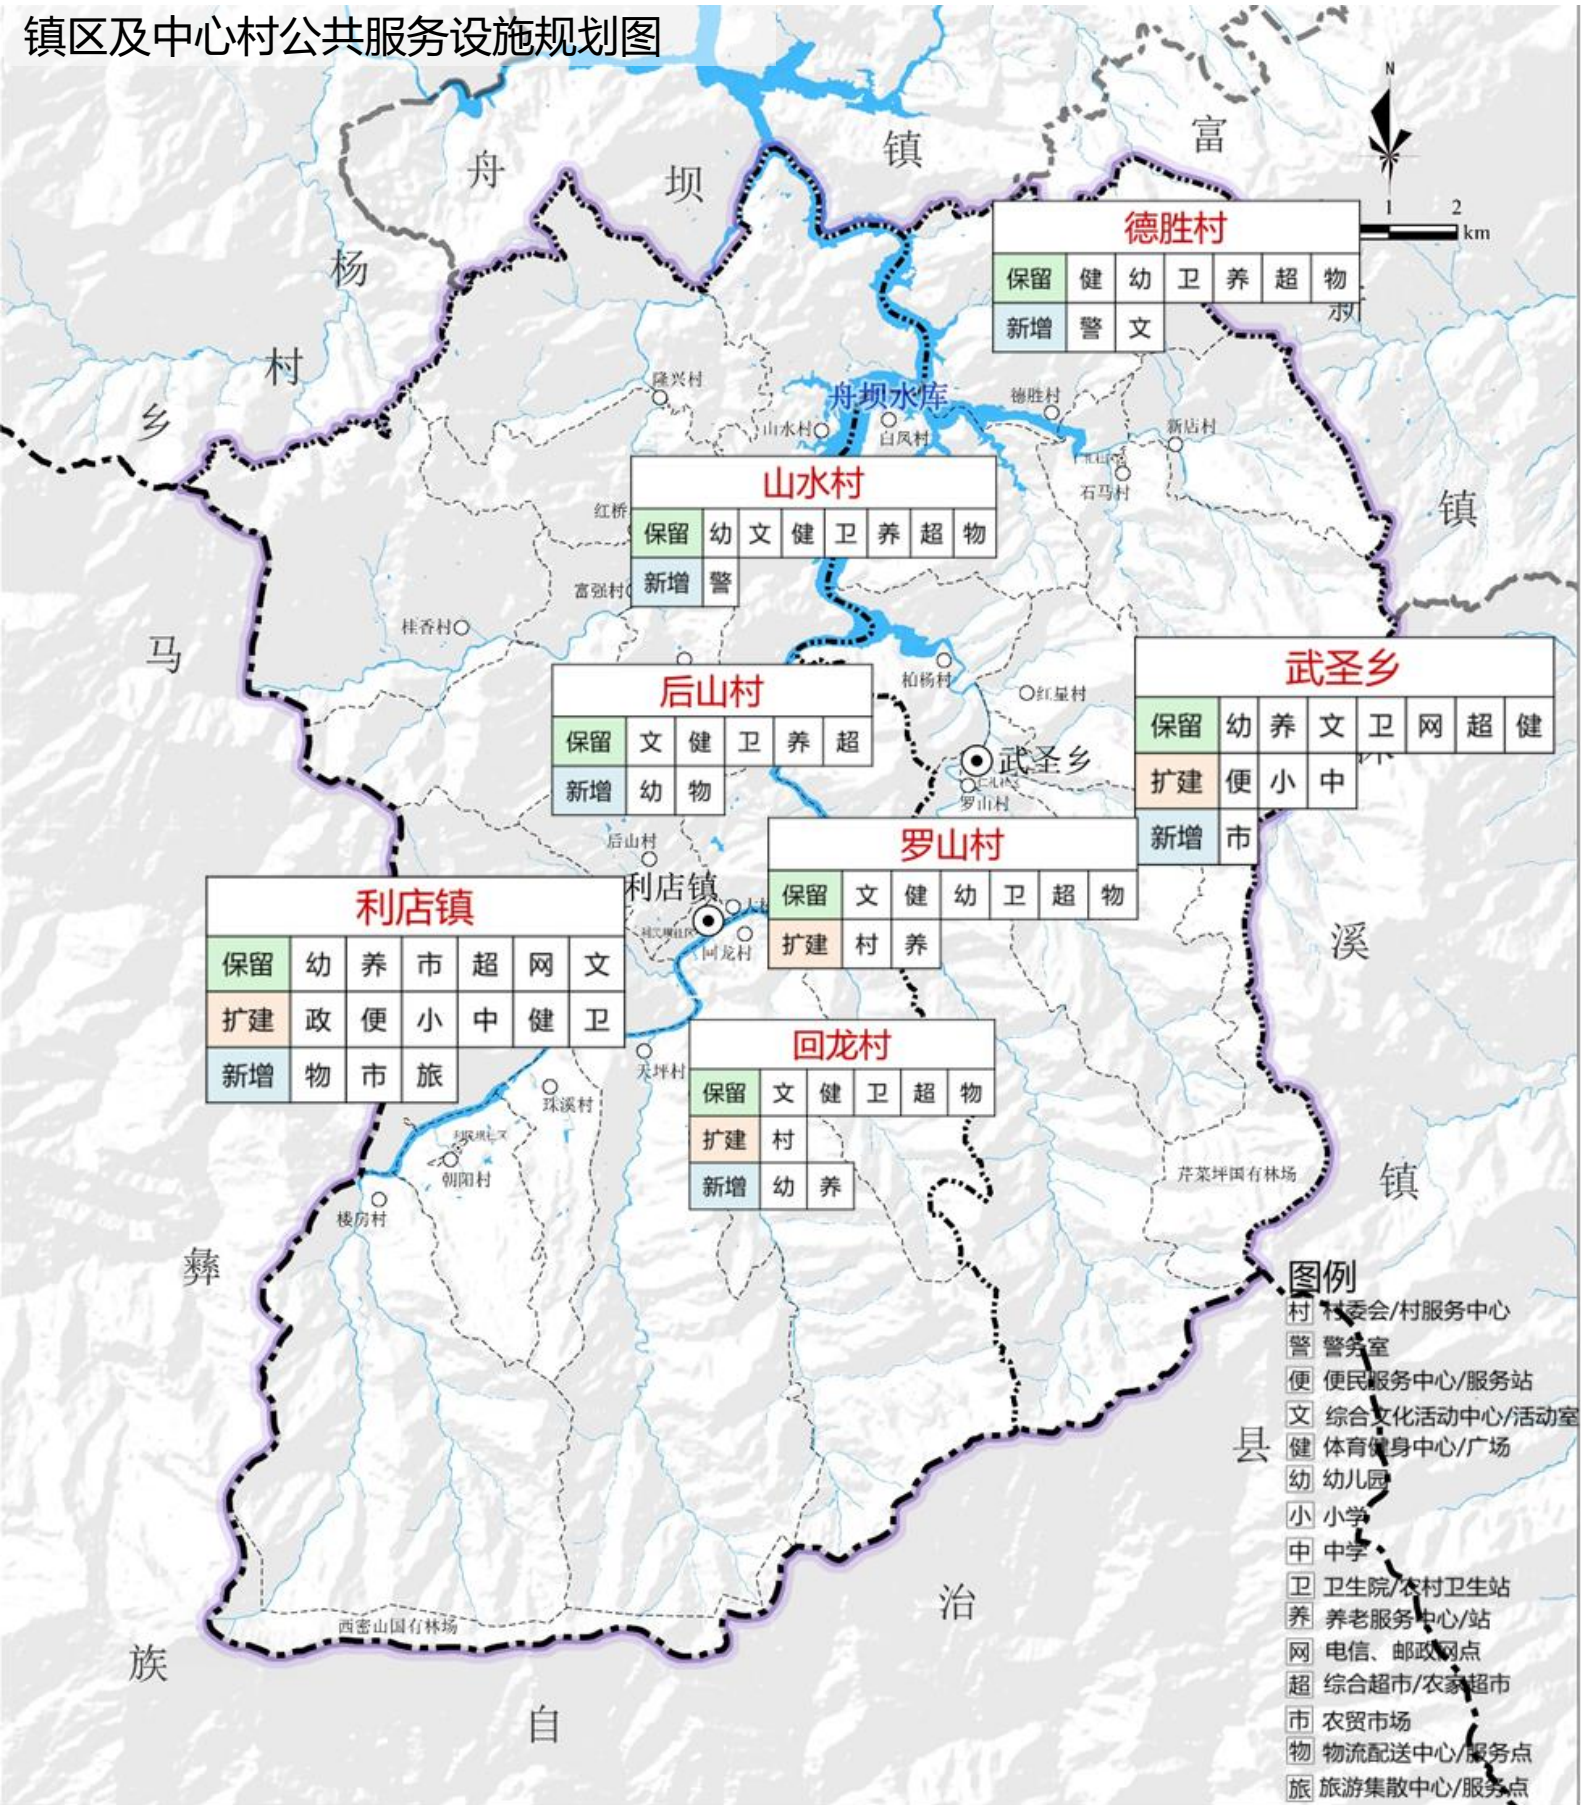 镇区及中心村公共服务设施规划图
N
舟 坝 镇
富
杨
1 2
km
德胜村
保留 健 幼 卫 养 超 物
新增 警 文
新
村
乡
隆兴村
舟坝水库
德胜村
山水村
白凤村
新店村
石马村
镇
山水村
保留 幼 文 健 卫 养 超 物
新增 警
红桥
富强村
桂香村
马
柏杨村
红星村
后山村
保留 文 健 卫 养 超
新增 幼 物
武圣乡
保留 幼 养 文 卫 网 超 健
扩建 便 小 中
新增 市
武圣乡
罗山村
后山村
利店镇
回龙村
罗山村
保留 文 健 幼 卫 超 物
扩建 村 养
利店镇
保留 幼 养 市 超 网 文
扩建 政 便 小 中 健 卫
新增 物 市 旅
溪
天坪村
珠溪村
回龙村
保留 文 健 卫 超 物
扩建 村
新增 幼 养
朝阳村
楼房村
芹菜坪国有林场
镇
彝
图例
村 村委会/村服务中心
警 警务室
便 便民服务中心/服务站
文 综合文化活动中心/活动室
健 体育健身中心/广场
幼 幼儿园
小 小学
中 中学
卫 卫生院/农村卫生站
养 养老服务中心/站
网 电信、邮政网点
超 综合超市/农家超市
市 农贸市场
物 物流配送中心/服务点
旅 旅游集散中心/服务点
县
治
西密山国有林场
族
自